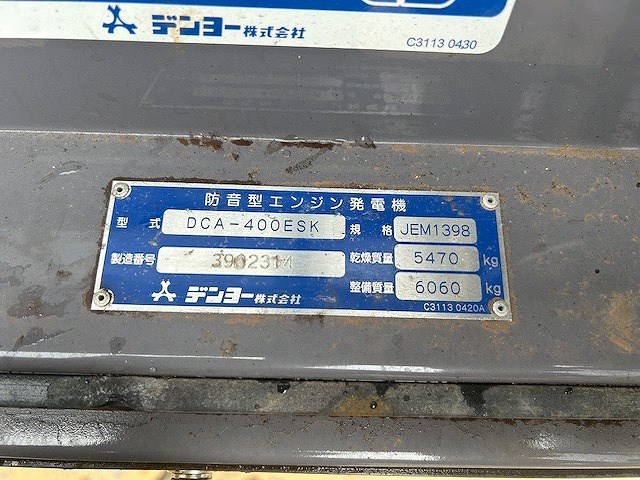 デンヨー株式会社
C3113 0430
防音型エンジン発電機
型式 DCA-400ESK 規格 JEM1398
製造番号 3902314 乾燥質量 5470 kg
デンヨー株式会社 整備質量 6060 kg
C3113 0420A